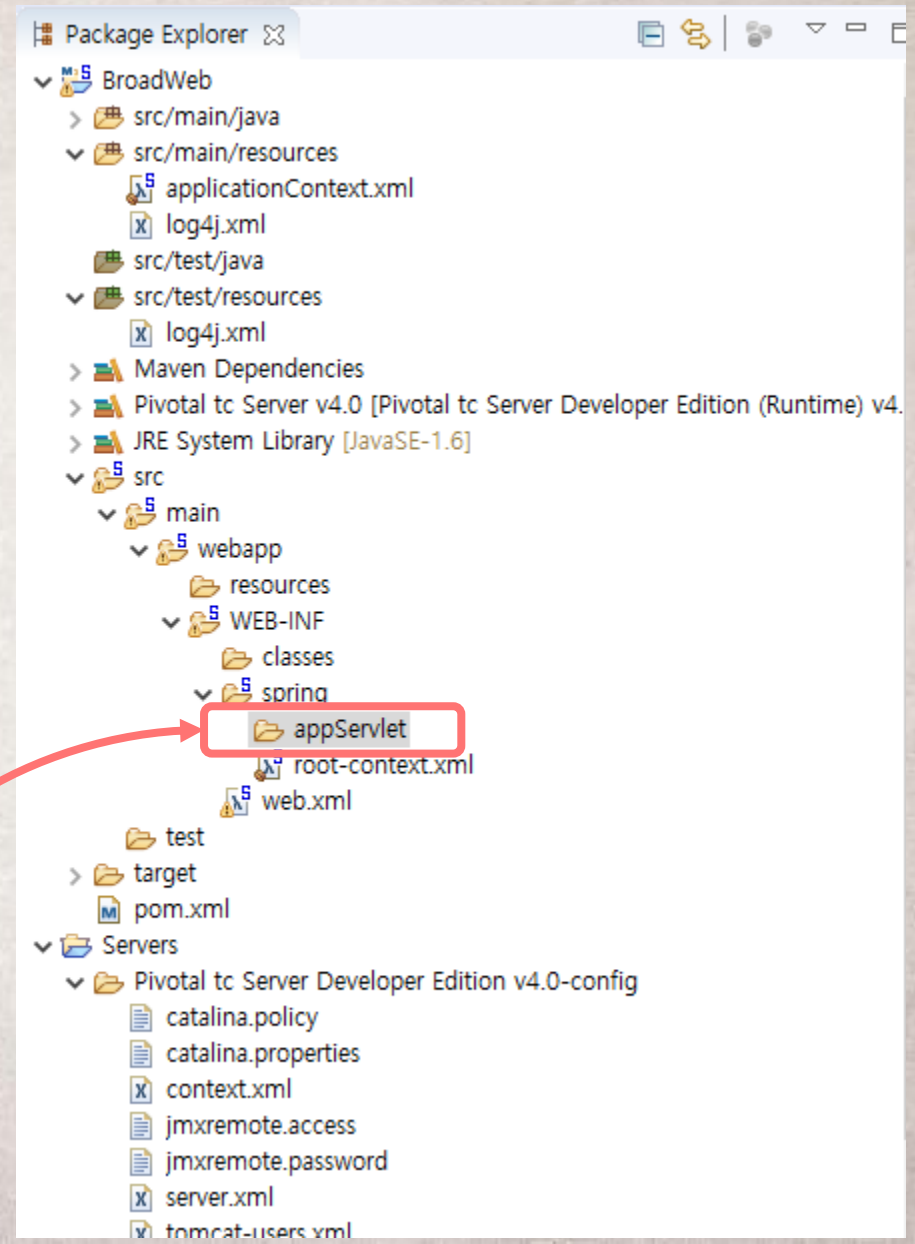 Package Explorer
BroadWeb
src/main/java
src/main/resources
applicationContext.xml
log4j.xml
src/test/java
src/test/resources
log4j.xml
Maven Dependencies
Pivotal tc Server v4.0 [Pivotal tc Server Developer Edition (Runtime) v4.
JRE System Library [JavaSE-1.6]
src
main
webapp
resources
WEB-INF
classes
spring
appServlet
root-context.xml
web.xml
test
target
pom.xml
Servers
Pivotal tc Server Developer Edition v4.0-config
catalina.policy
catalina.properties
context.xml
jmxremote.access
jmxremote.password
server.xml
tomcat-users.xml